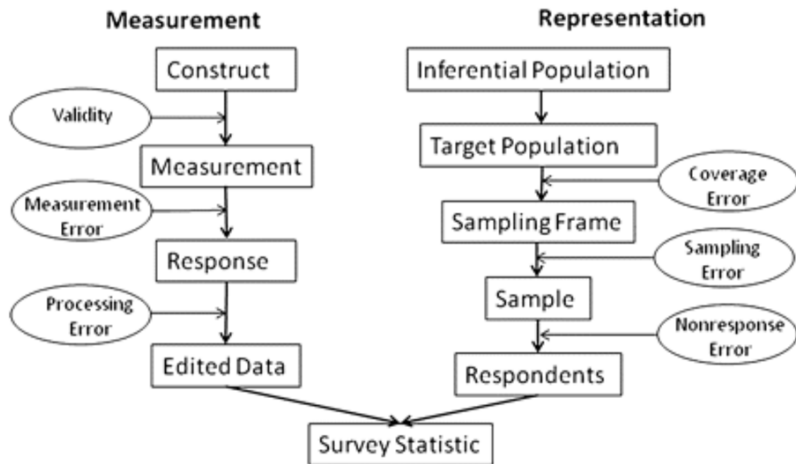 Measurement
Construct
Validity
Measurement
Measurement
Error
Response
Processing
Error
Edited Data
Representation
Inferential Population
Target Population
Coverage
Error
Sampling Frame
Sampling
Error
Sample
Nonresponse
Error
Respondents
Survey Statistic